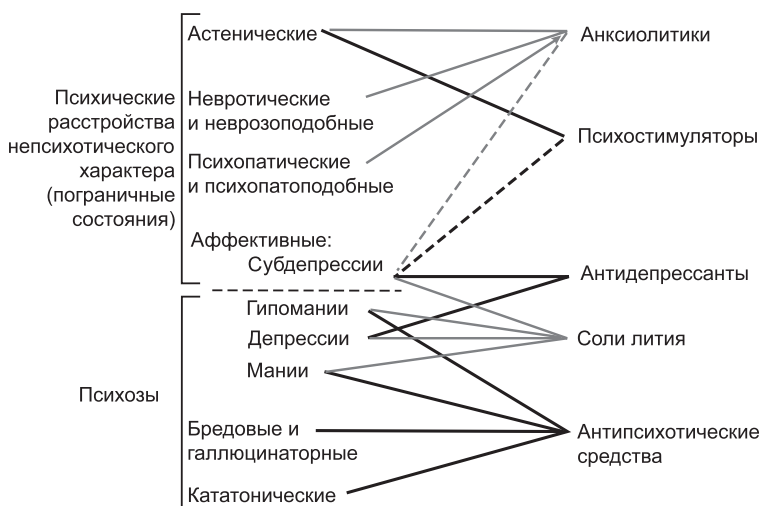 Астенические
Анксиолитики
Психические
расстройства
непсихотического
характера
(пограничные
состояния)
Невротические
и неврозоподобные
Психостимуляторы
Психопатические
и психопатоподобные
Аффективные:
Субдепрессии
Антидепрессанты
Гипомании
Депрессии
Соли лития
Мании
Психозы
Бредовые и
галлюцинаторные
Антипсихотические
средства
Кататонические